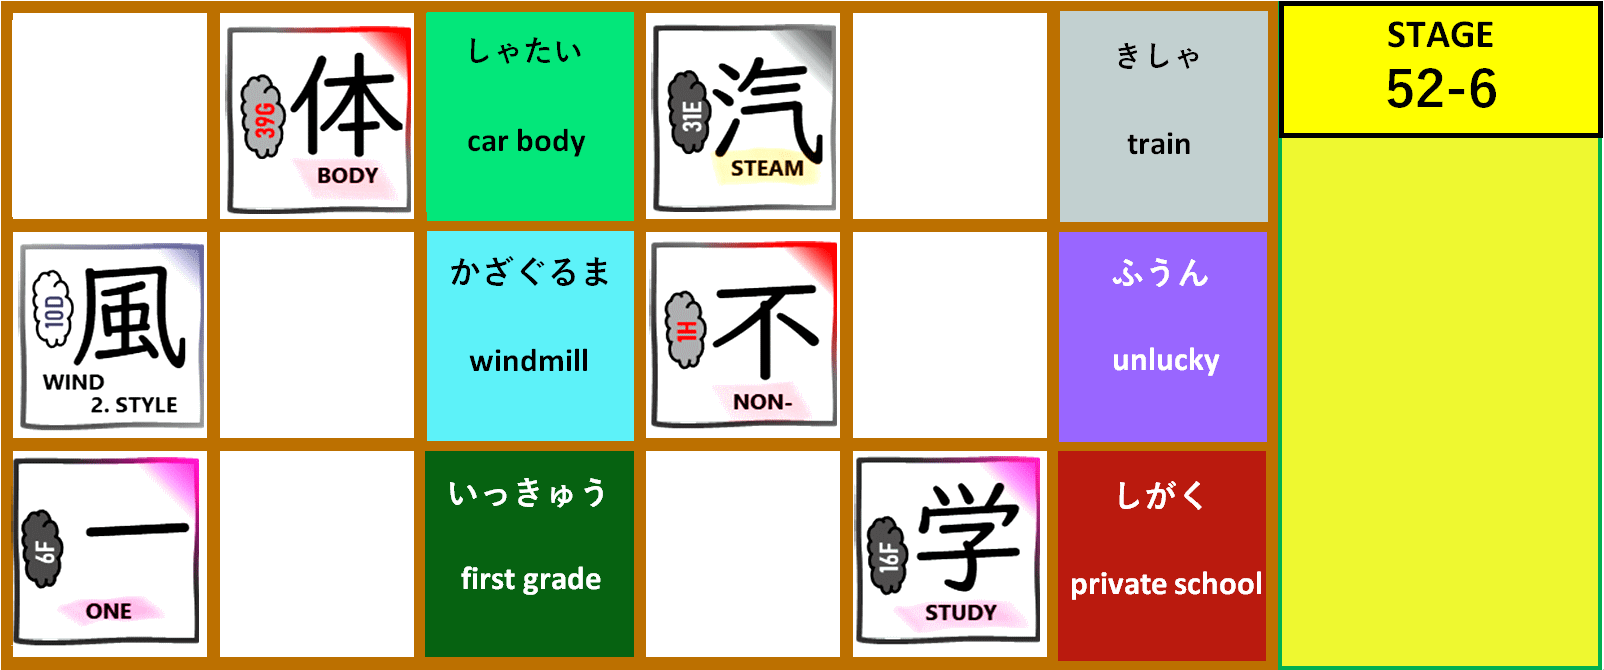 39G
体
BODY
しゃたい
car body
31E
汽
STEAM
きしゃ
train
STAGE
52-6
10D
風
WIND
2. STYLE
かざぐるま
windmill
1H
不
NON-
ふうん
unlucky
6F
一
ONE
いっきゅう
first grade
16F
学
STUDY
しがく
private school